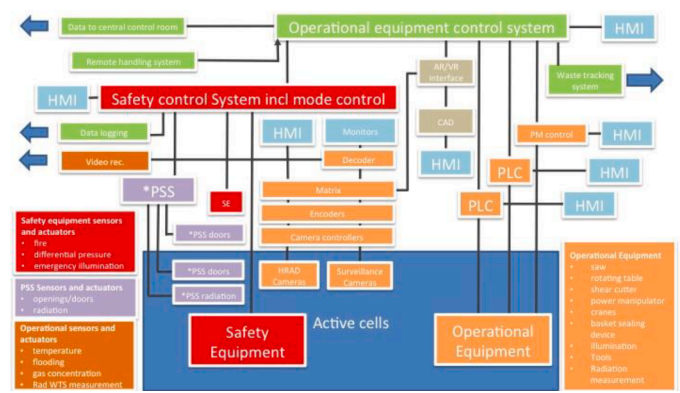 Data to central control room
Operational equipment control system
HMI
Remote handling system
AR/VR
interface
Waste tracking
system
HMI
Safety control System incl mode control
Data logging
HMI
Monitors
CAD
PM control
HMI
Video rec.
Decoder
HMI
PLC
HMI
*PSS
SE
Matrix
PLC
HMI
Encoders
*PSS doors
Camera controllers
Safety equipment sensors
and actuators
• fire
• differential pressure
• emergency illumination
*PSS doors
HRAD
Cameras
Surveillance
Cameras
*PSS radiation
PSS Sensors and actuators
• openings/doors
• radiation
Active cells
Safety
Equipment
Operational
Equipment
Operational sensors and
actuators
• temperature
• flooding
• gas concentration
• Rad WTS measurement
Operational Equipment
• saw
• rotating table
• shear cutter
• power manipulator
• cranes
• basket sealing
device
• illumination
• Tools
• Radiation
measurement